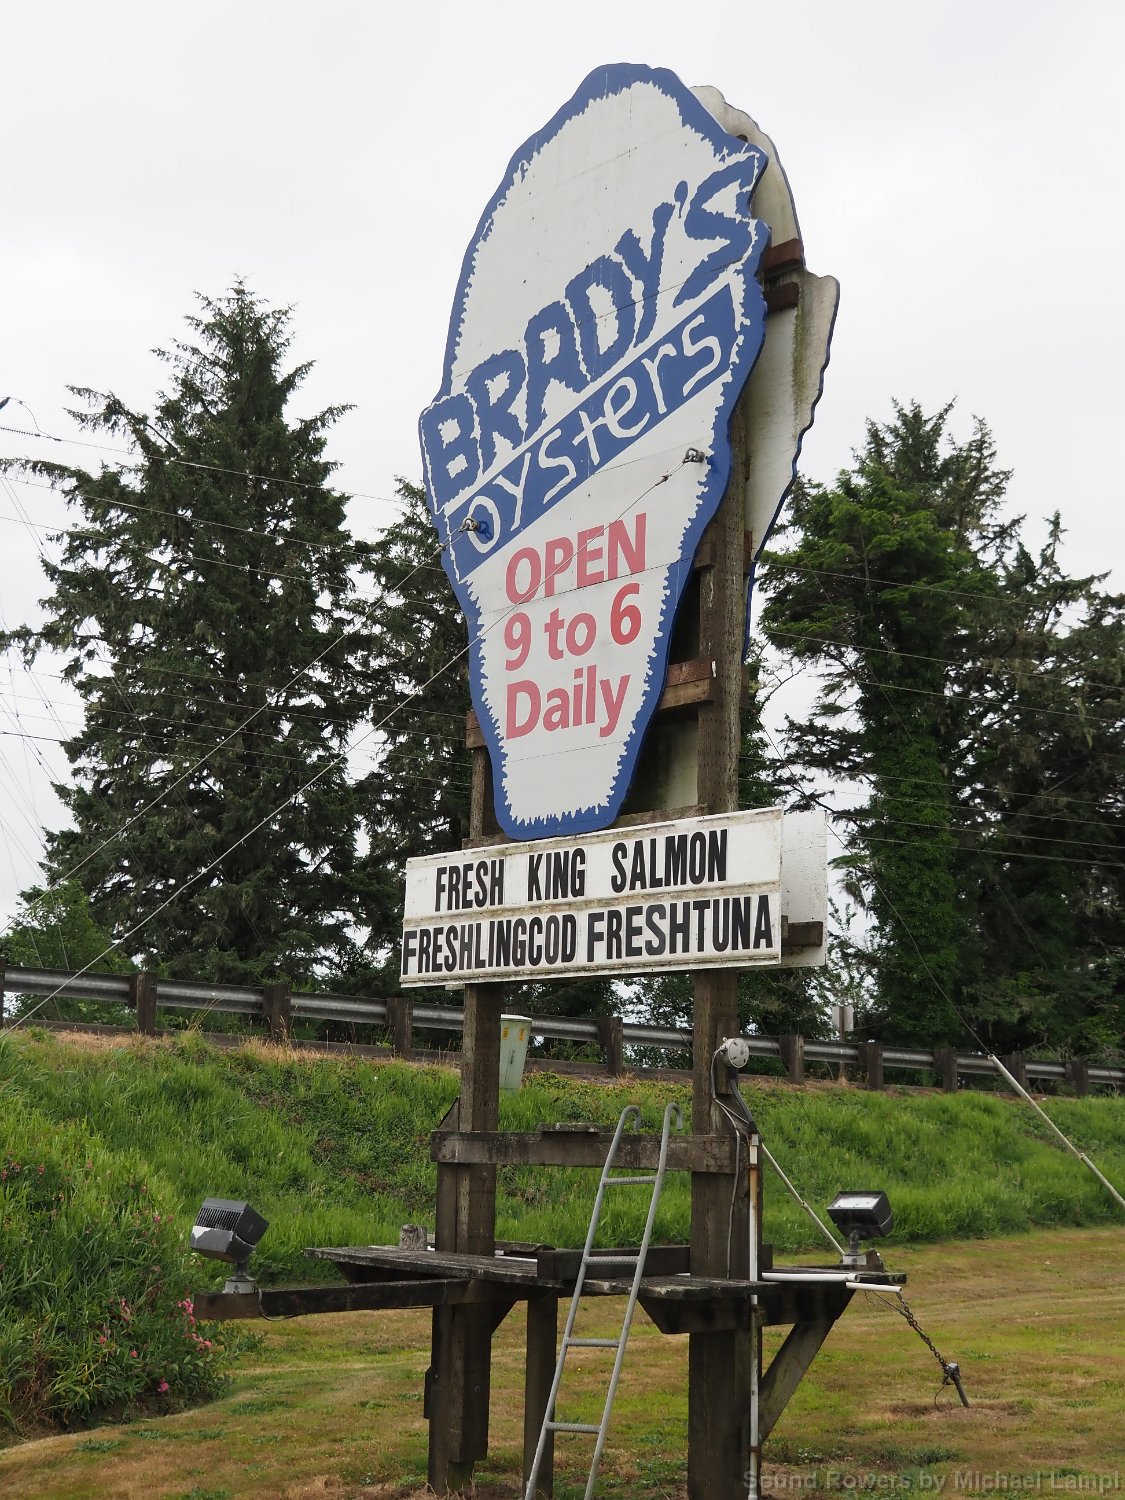 BRADY'S
oysters
OPEN
9 to 6
Daily
FRESH KING SALMON
FRESHLINGCOD FRESHTUNA
Sound Rowers by Michael Lampi